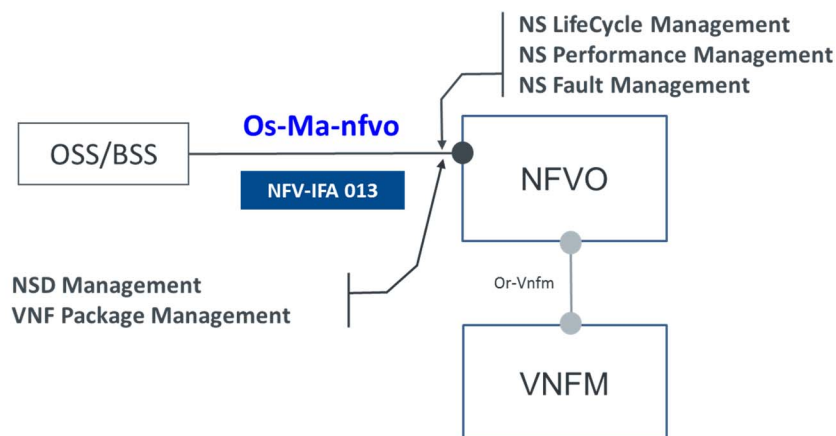 NS LifeCycle Management
NS Performance Management
NS Fault Management
Os-Ma-nfvo
OSS/BSS
NFV-IFA 013
NFVO
NSD Management
VNF Package Management
Or-Vnfm
VNFM